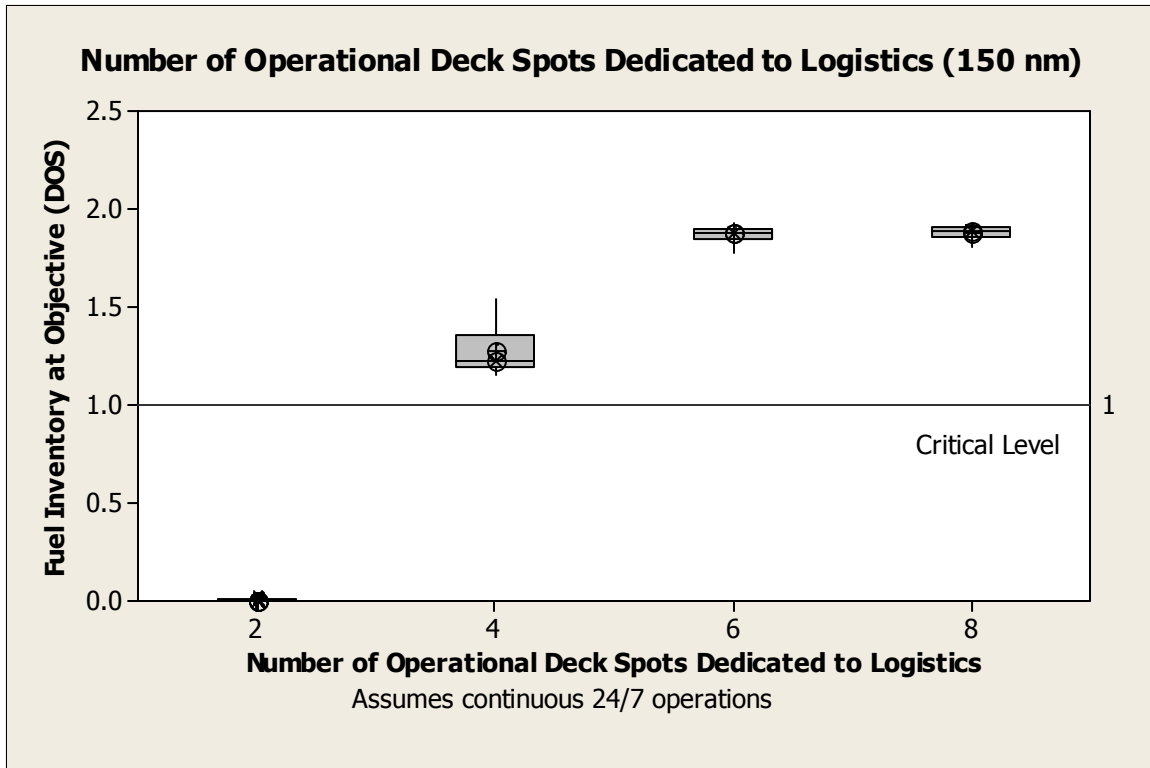 Number of Operational Deck Spots Dedicated to Logistics (150 nm)
Fuel Inventory at Objective (DOS)
2.5
2.0
1.5
1.0
0.5
0.0
1
Critical Level
2 4 6 8
Number of Operational Deck Spots Dedicated to Logistics
Assumes continuous 24/7 operations